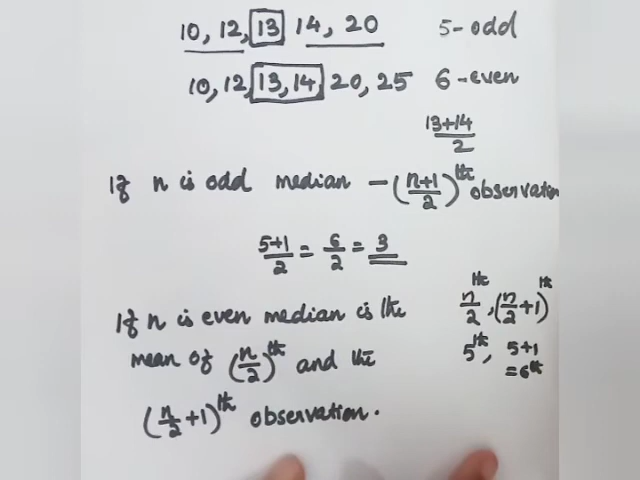 10, 12, 13 14, 20 5-odd
10, 12, 13, 14, 20, 25 6-even
13+14/2
If n is odd median - (n+1/2)th observation
5+1/2 = 6/2 = 3
If n is even median is the n/2th, (n/2+1)th
mean of (n/2)th and the 5th, 5+1
=6th
(n/2+1)th observation.